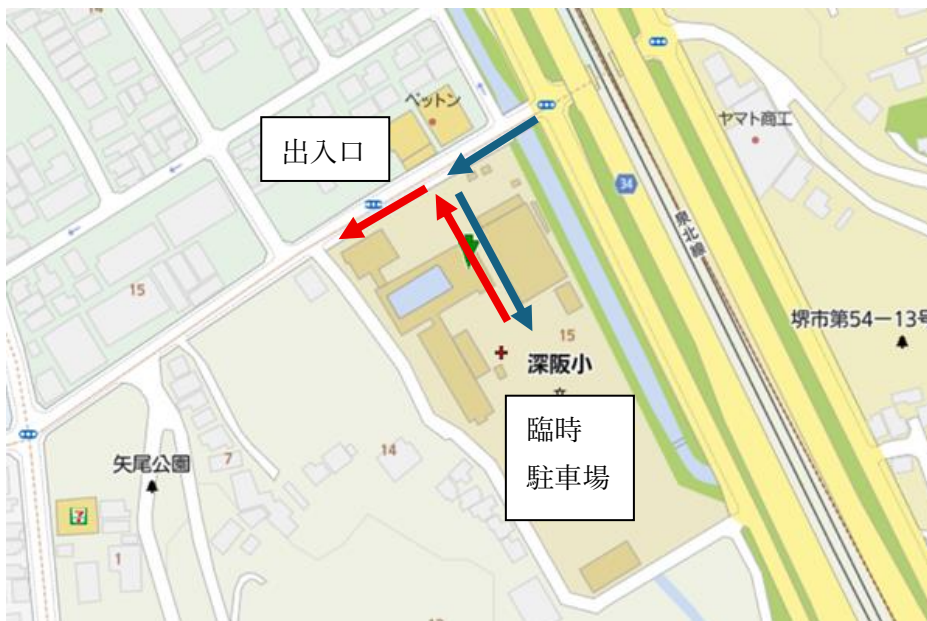 ペットン
出入口
ヤマト商工
34
泉北線
15
堺市第54-13号
15
深阪小
文
臨時
駐車場
矢尾公園
7
14
7
1